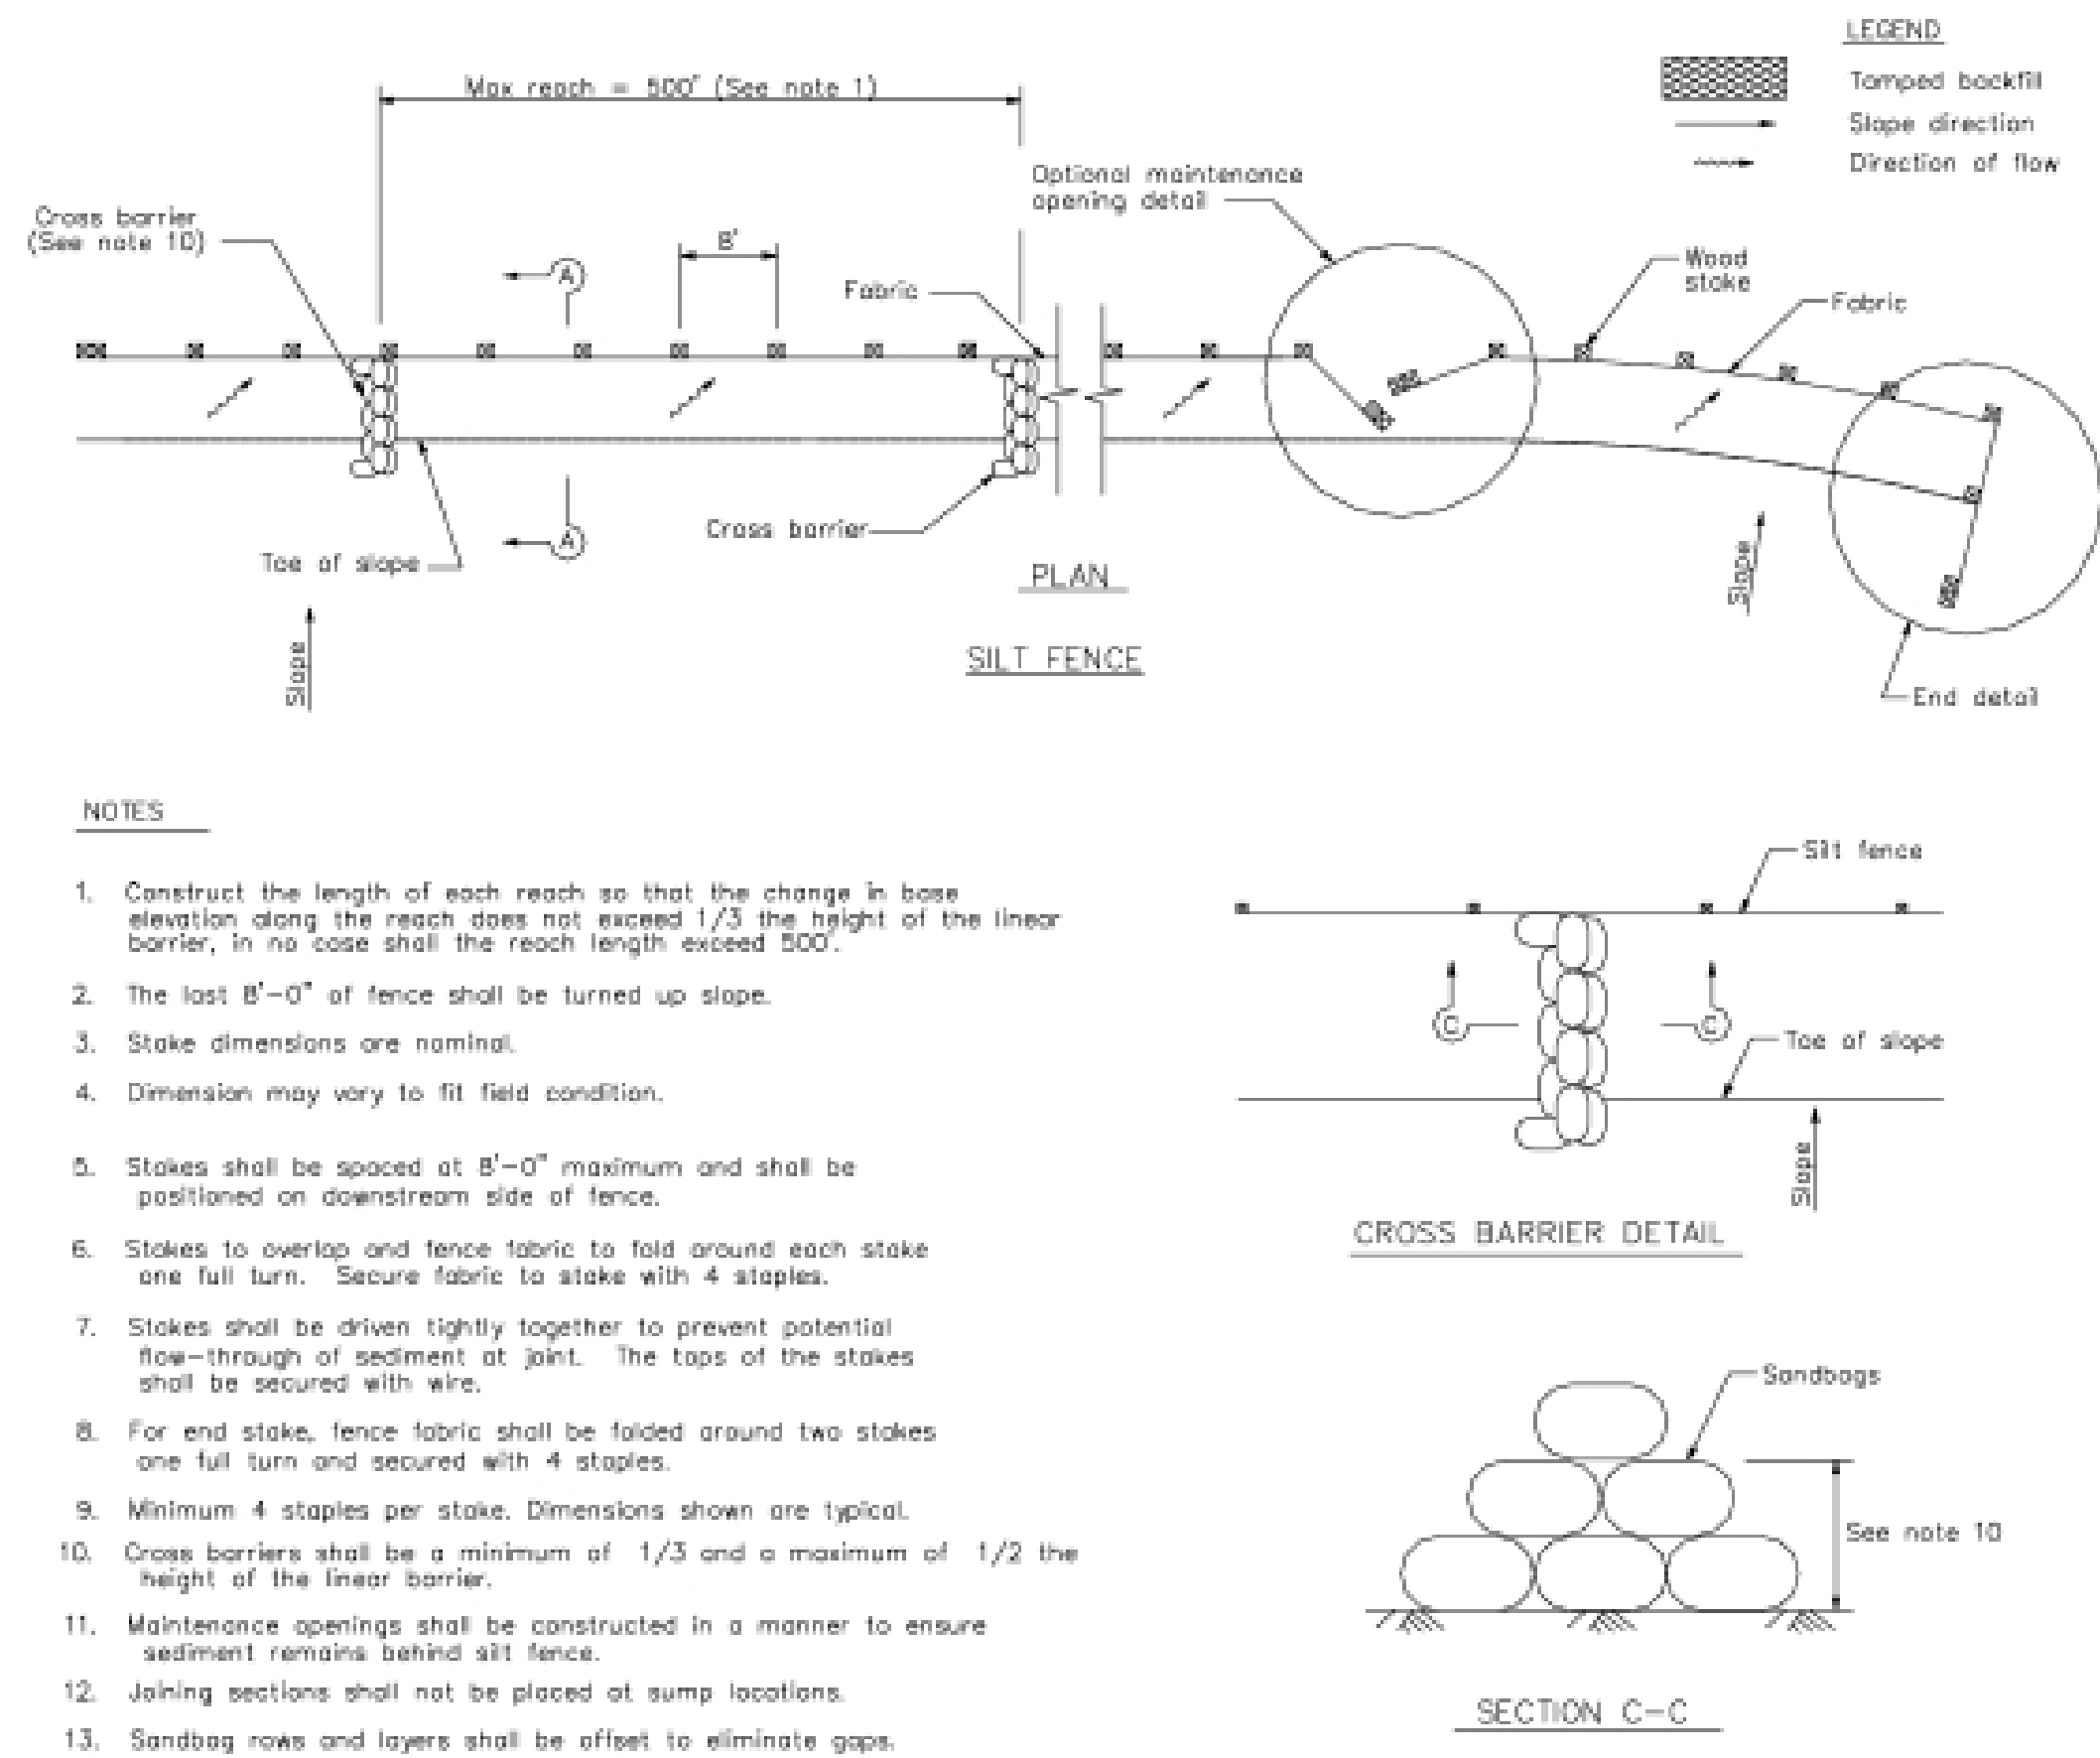 LEGEND
Tamped backfill
Slope direction
Direction of flow
Max reach = 500' (See note 1)
Optional maintenance
opening detail
Cross barrier
(See note 10)
A
8'
Fabric
Wood
stake
Fabric
Cross barrier
A
Toe of slope
PLAN
SILT FENCE
Slope
Slope
End detail
NOTES
1. Construct the length of each reach so that the change in base
elevation along the reach does not exceed 1/3 the height of the linear
barrier, in no case shall the reach length exceed 500'.
2. The last 8'-0" of fence shall be turned up slope.
3. Stake dimensions are nominal.
4. Dimension may vary to fit field condition.
5. Stakes shall be spaced at 8'-0" maximum and shall be
positioned on downstream side of fence.
6. Stakes to overlap and fence fabric to fold around each stake
one full turn. Secure fabric to stake with 4 staples.
7. Stakes shall be driven tightly together to prevent potential
flow-through of sediment at joint. The tops of the stakes
shall be secured with wire.
8. For end stake, fence fabric shall be folded around two stakes
one full turn and secured with 4 staples.
9. Minimum 4 staples per stake. Dimensions shown are typical.
10. Cross barriers shall be a minimum of 1/3 and a maximum of 1/2 the
height of the linear barrier.
11. Maintenance openings shall be constructed in a manner to ensure
sediment remains behind silt fence.
12. Joining sections shall not be placed at sump locations.
13. Sandbag rows and layers shall be offset to eliminate gaps.
Silt fence
C
C
Toe of slope
Slope
CROSS BARRIER DETAIL
Sandbags
See note 10
SECTION C-C